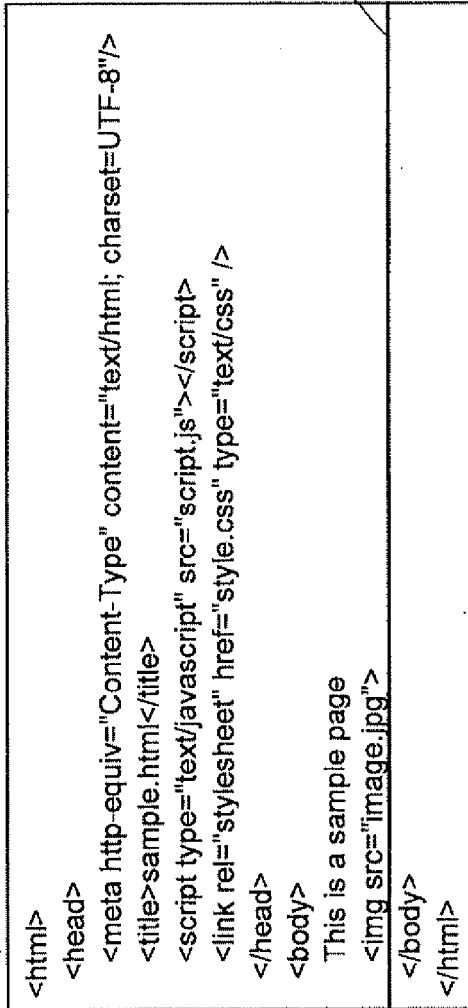 <html>
<head>
<meta http-equiv="Content-Type" content="text/html; charset=UTF-8"/>
<title>sample.html</title>
<script type="text/javascript" src="script.js"></script>
<link rel="stylesheet" href="style.css" type="text/css" />
</head>
<body>
This is a sample page
<img src="image.jpg">
</body>
</html>